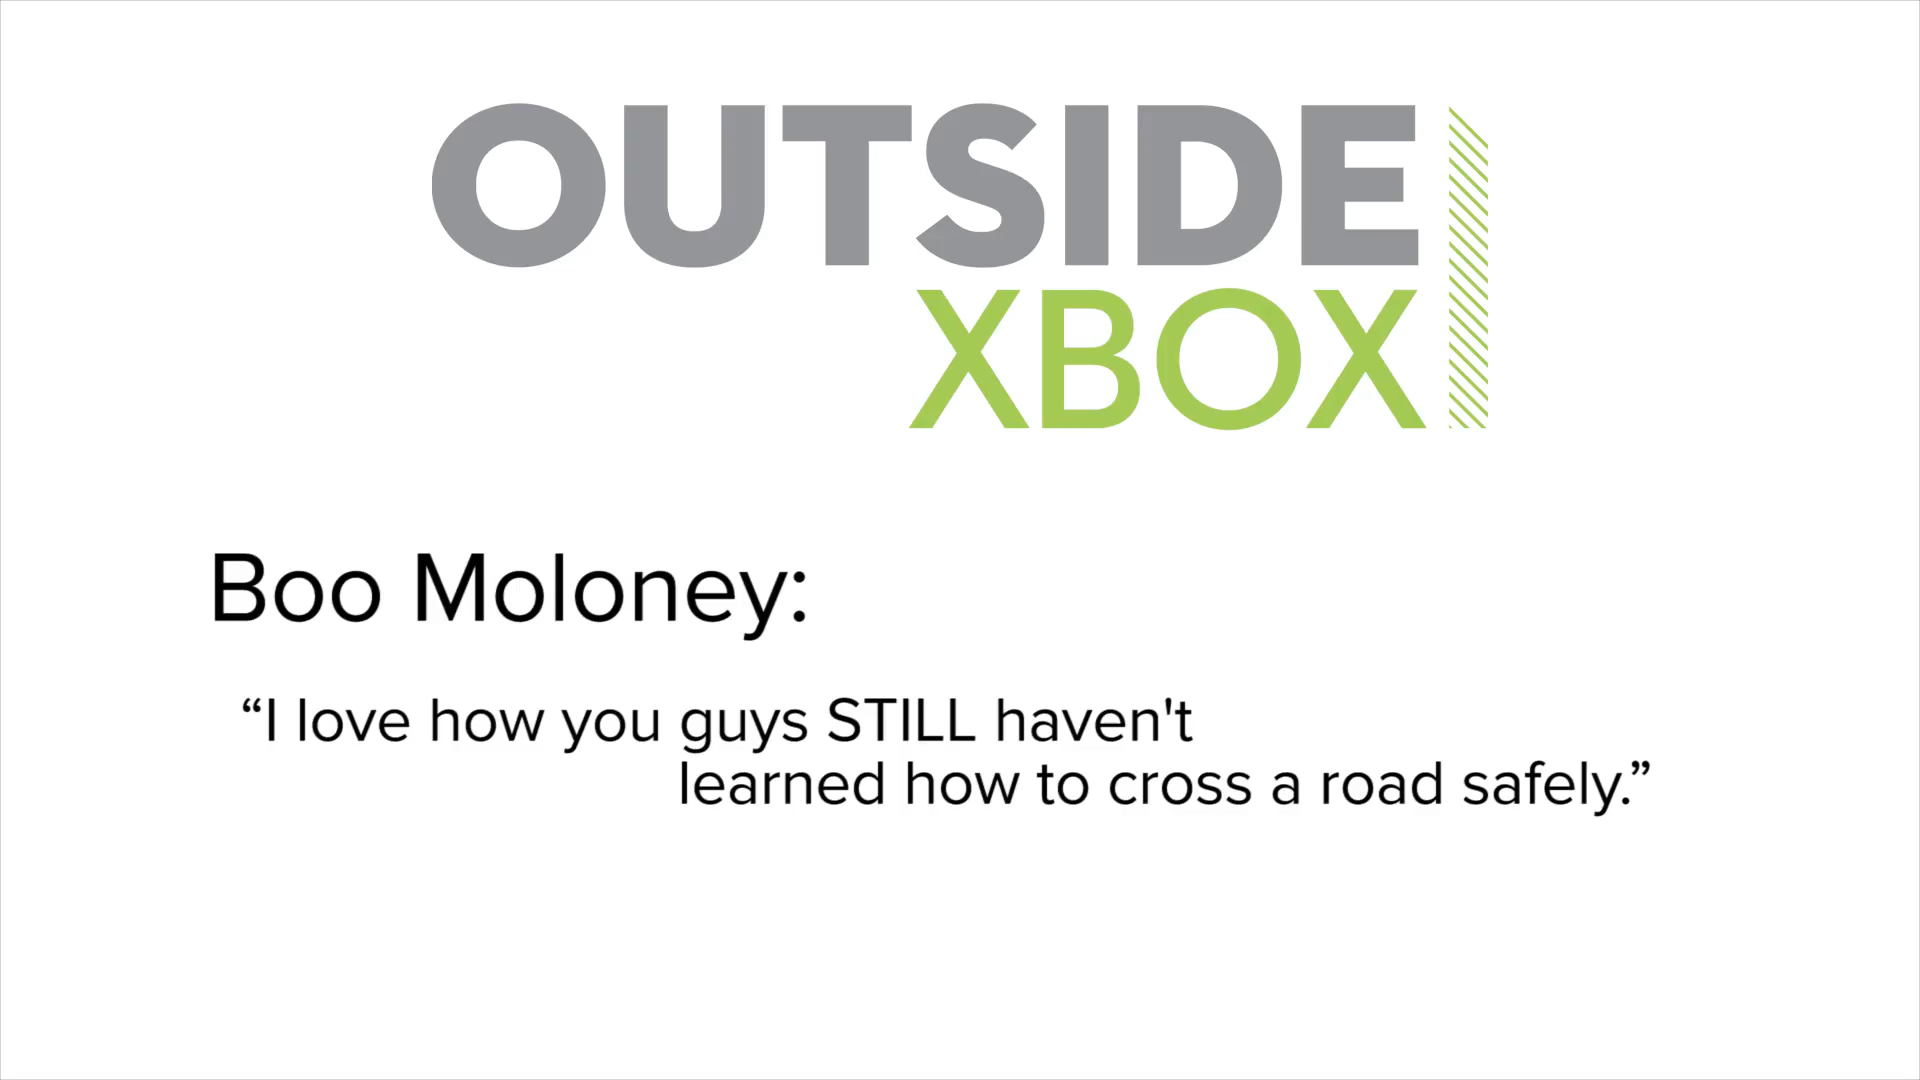 OUTSIDE
XBOX
Boo Moloney:
“I love how you guys STILL haven't
learned how to cross a road safely.”